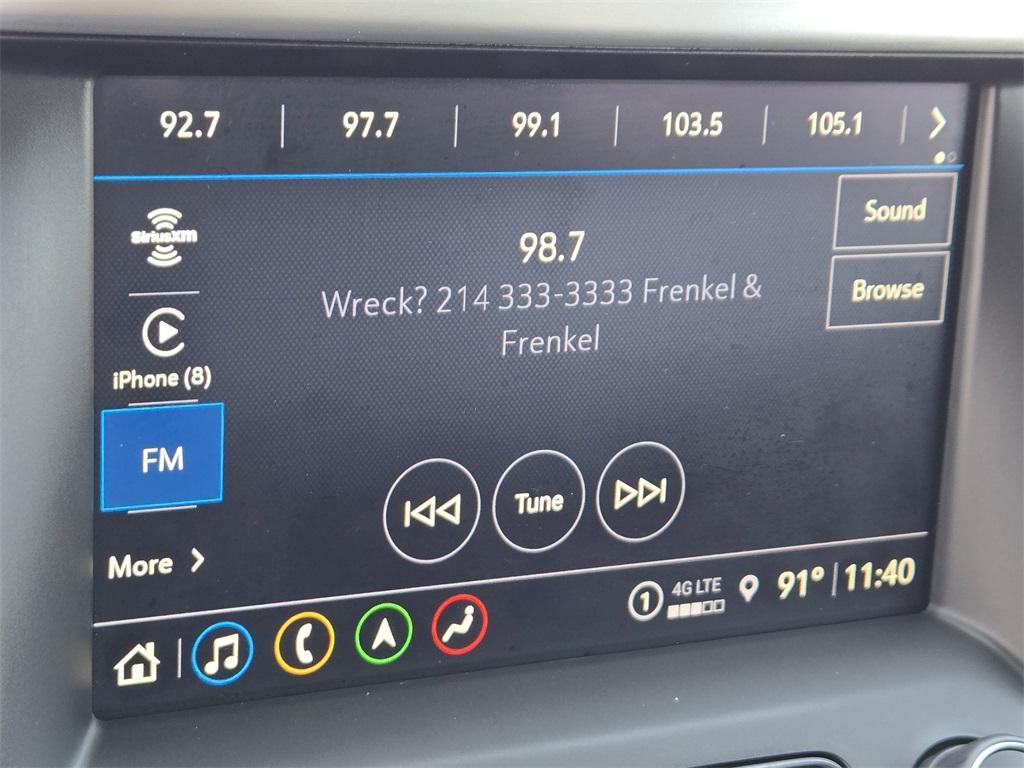 92.7 97.7 99.1 103.5 105.1
SiriusXM
Sound
98.7
Browse
Wreck? 214 333-3333 Frenkel &
Frenkel
iPhone (8)
FM
Tune
More
1 4G LTE 91° 11:40